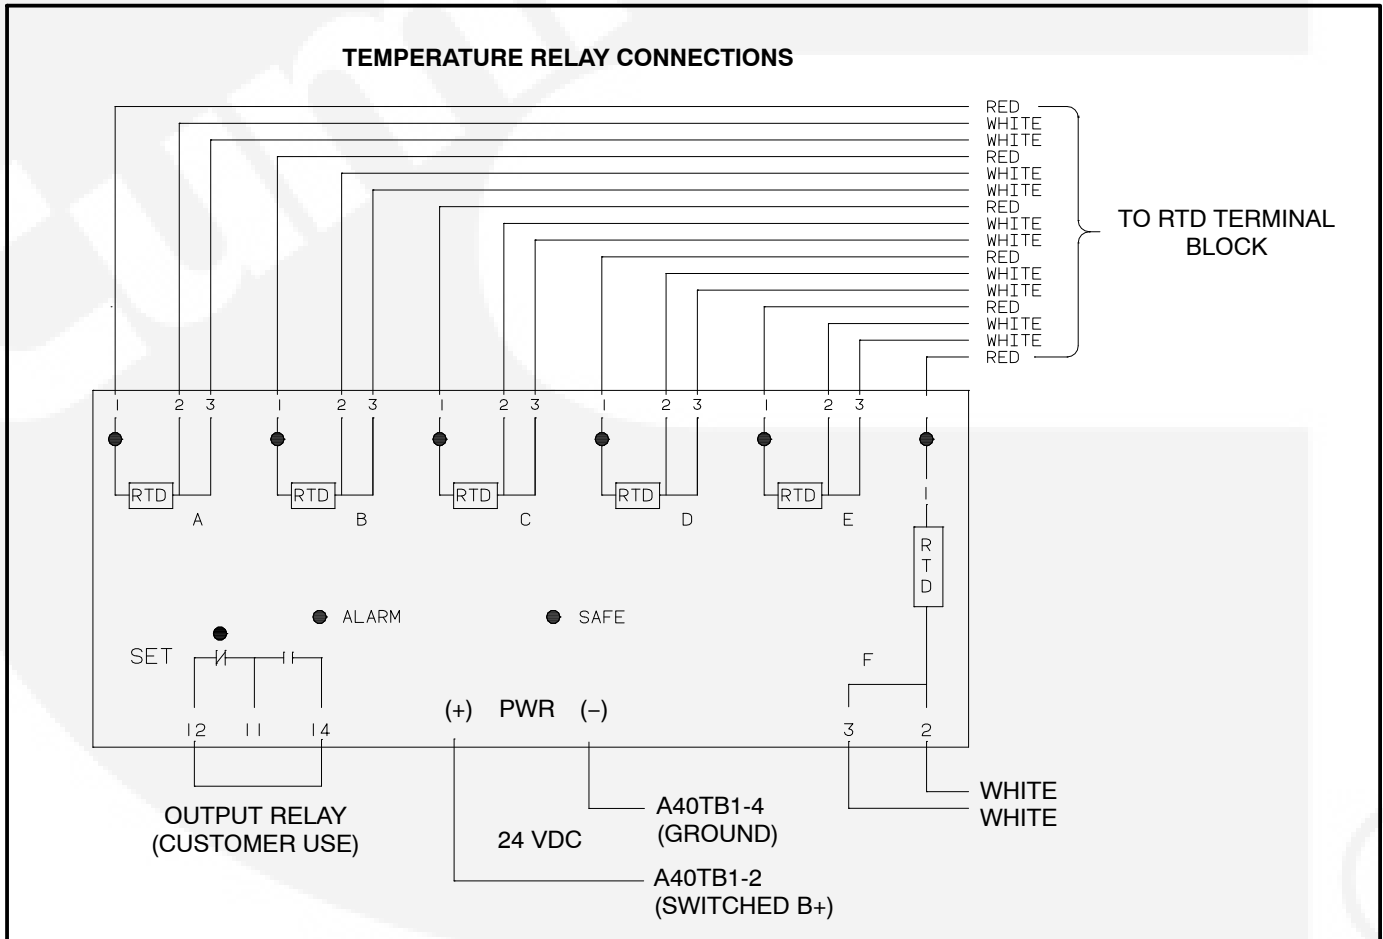 TEMPERATURE RELAY CONNECTIONS
RED
WHITE
WHITE
RED
WHITE
WHITE
RED
WHITE
WHITE
RED
WHITE
WHITE
RED
WHITE
WHITE
RED
TO RTD TERMINAL
BLOCK
1 2 3 1 2 3 1 2 3 1 2 3 1 2 3 1
RTD RTD RTD RTD RTD
A B C D E
1
RTD
ALARM SAFE
SET
F
(+) PWR (−)
12 11 14 3 2
WHITE
WHITE
OUTPUT RELAY
(CUSTOMER USE)
A40TB1-4
(GROUND)
24 VDC
A40TB1-2
(SWITCHED B+)